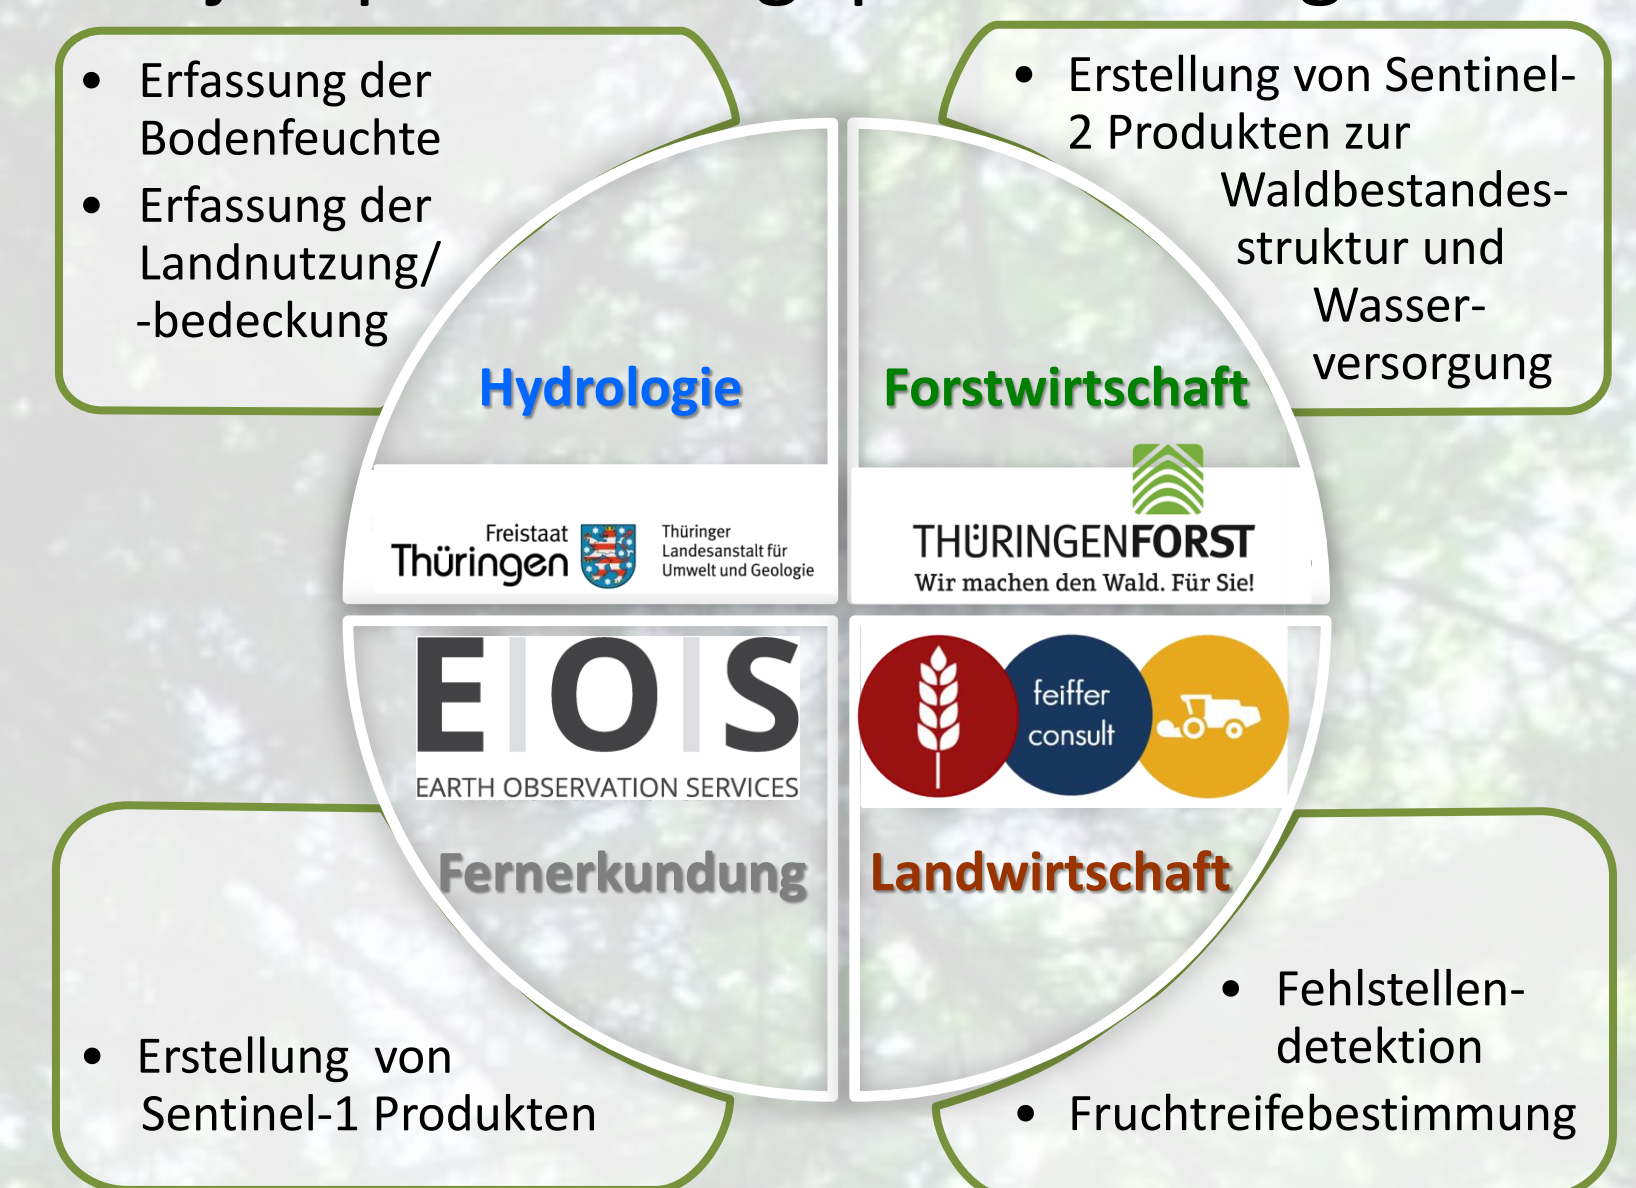 • Erfassung der
Bodenfeuchte
• Erfassung der
Landnutzung/
-bedeckung
• Erstellung von Sentinel-
2 Produkten zur
Waldbestandes-
struktur und
Wasser-
versorgung
Hydrologie
Forstwirtschaft
Freistaat
Thüringen
Thüringer
Landesanstalt für
Umwelt und Geologie
THÜRINGENFORST
Wir machen den Wald. Für Sie!
E|O|S
EARTH OBSERVATION SERVICES
feiffer
consult
Fernerkundung
Landwirtschaft
• Erstellung von
Sentinel-1 Produkten
• Fehlstellen-
detektion
• Fruchtreifebestimmung